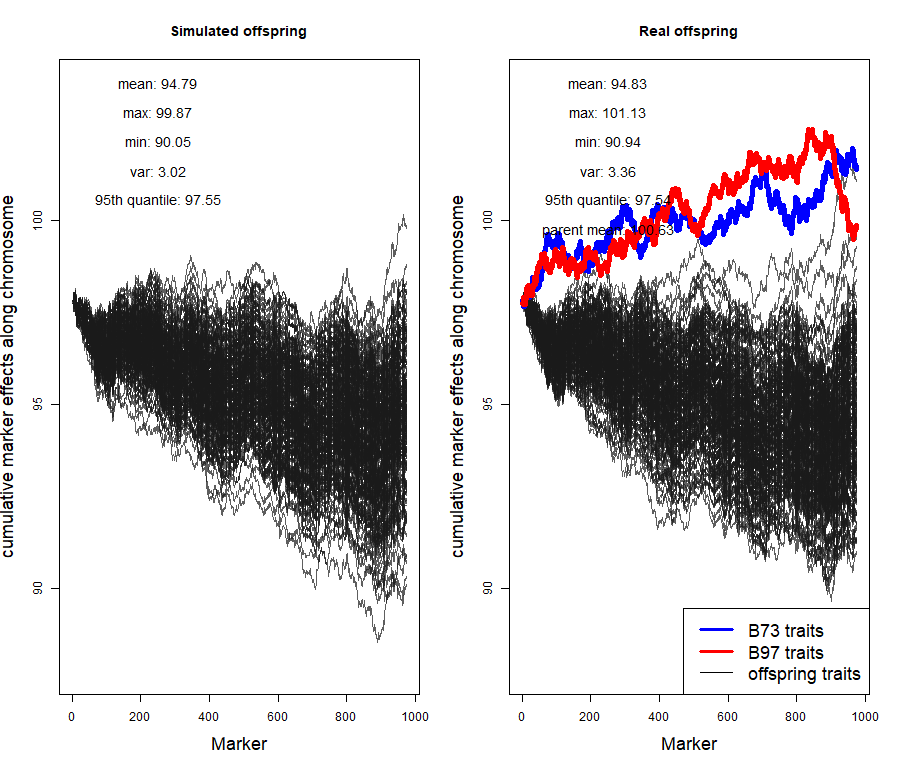 Simulated offspring
mean: 94.79
max: 99.87
min: 90.05
var: 3.02
95th quantile: 97.55
cumulative marker effects along chromosome
100
95
90
0 200 400 600 800 1000
Marker
Real offspring
mean: 94.83
max: 101.13
min: 90.94
var: 3.36
95th quantile: 97.54
parent mean: 100.63
cumulative marker effects along chromosome
100
95
90
B73 traits
B97 traits
offspring traits
0 200 400 600 800 1000
Marker